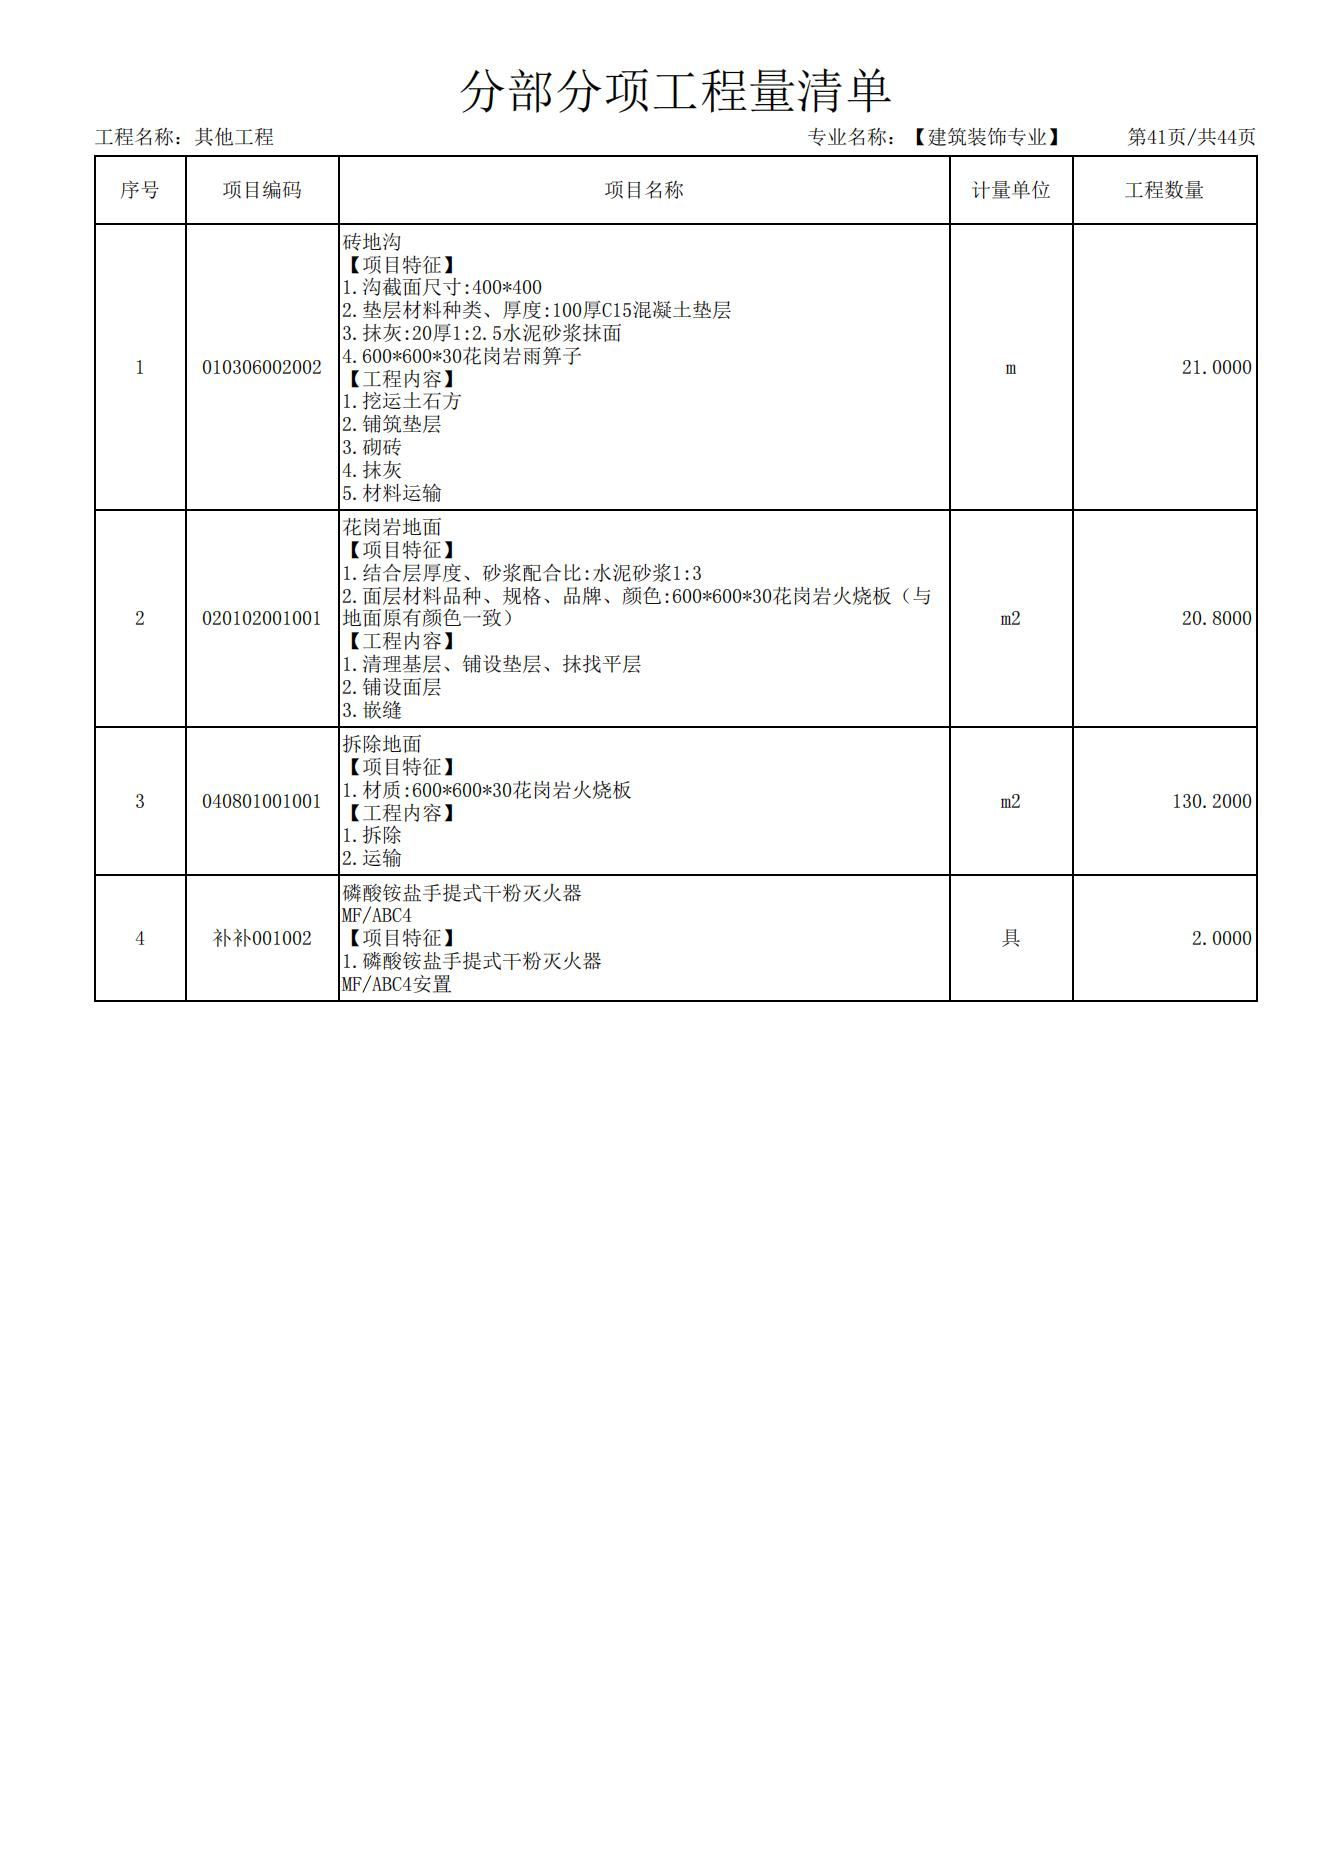 分部分项工程量清单
工程名称：其他工程 专业名称：【建筑装饰专业】 第41页/共44页
序号 项目编码 项目名称 计量单位 工程数量
1 010306002002 m 21.0000
砖地沟
【项目特征】
1.沟截面尺寸:400*400
2.垫层材料种类、厚度:100厚C15混凝土垫层
3.抹灰:20厚1:2.5水泥砂浆抹面
4.600*600*30花岗岩雨箅子
【工程内容】
1.挖运土石方
2.铺筑垫层
3.砌砖
4.抹灰
5.材料运输
2 020102001001 m2 20.8000
花岗岩地面
【项目特征】
1.结合层厚度、砂浆配合比:水泥砂浆1:3
2.面层材料品种、规格、品牌、颜色:600*600*30花岗岩火烧板（与
地面原有颜色一致）
【工程内容】
1.清理基层、铺设垫层、抹找平层
2.铺设面层
3.嵌缝
3 040801001001 m2 130.2000
拆除地面
【项目特征】
1.材质:600*600*30花岗岩火烧板
【工程内容】
1.拆除
2.运输
4 补补001002 具 2.0000
磷酸铵盐手提式干粉灭火器
MF/ABC4
【项目特征】
1.磷酸铵盐手提式干粉灭火器
MF/ABC4安置